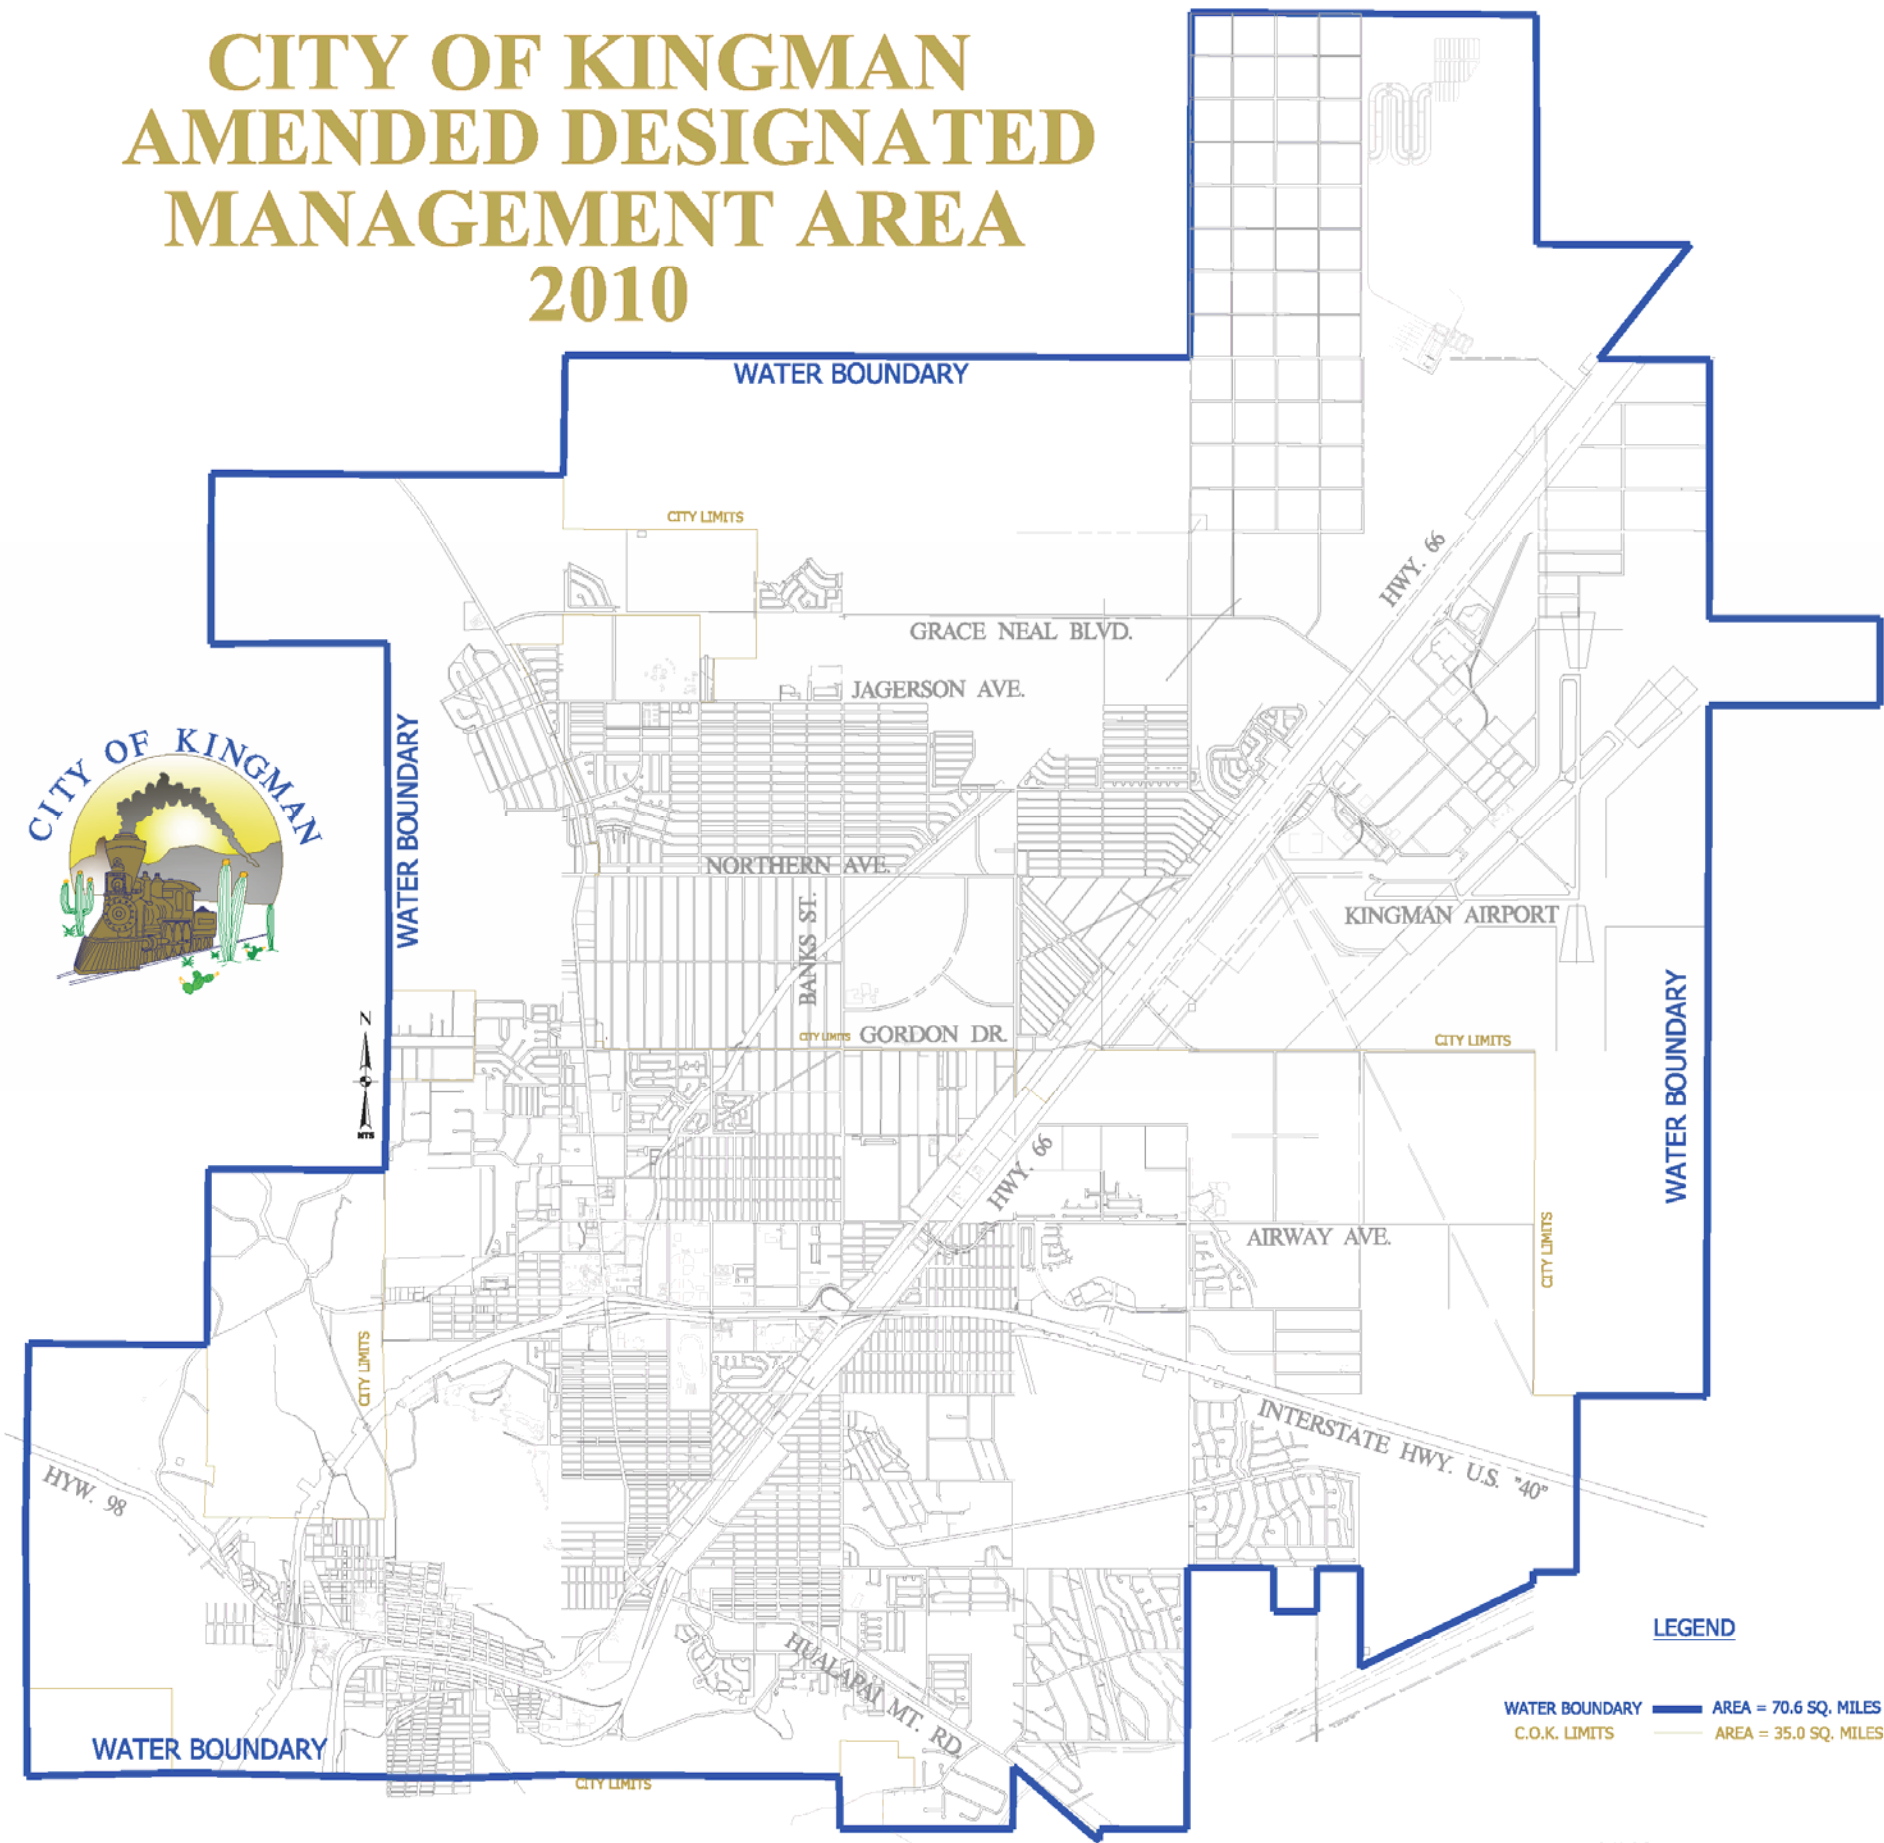 CITY OF KINGMAN
AMENDED DESIGNATED
MANAGEMENT AREA
2010
WATER BOUNDARY
CITY LIMITS
HWY. 66
GRACE NEAL BLVD.
JAGERSON AVE.
CITY OF KINGMAN
WATER BOUNDARY
NORTHERN AVE.
BANKS ST.
KINGMAN AIRPORT
WATER BOUNDARY
N
NTS
CITY LIMITS
GORDON DR.
CITY LIMITS
HWY. 66
AIRWAY AVE.
CITY LIMITS
CITY LIMITS
INTERSTATE HWY. U.S. "40"
HYW. 98
HUALAPAI MT. RD.
WATER BOUNDARY
CITY LIMITS
LEGEND
WATER BOUNDARY AREA = 70.6 SQ. MILES
C.O.K. LIMITS AREA = 35.0 SQ. MILES